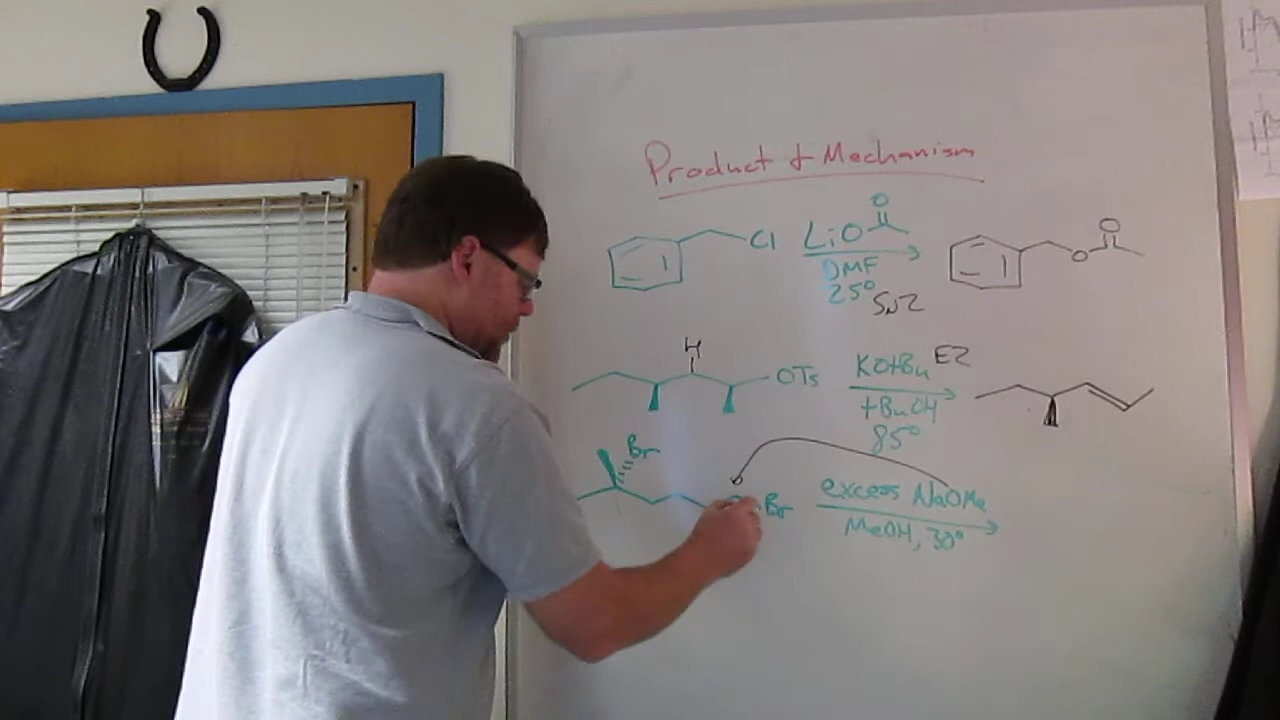 Product & Mechanism
Cl LiO O O O
DMF
25° SN2
H
OTs KOtBu E2
tBuOH
85°
Br
Br excess NaOMe
MeOH, 30°